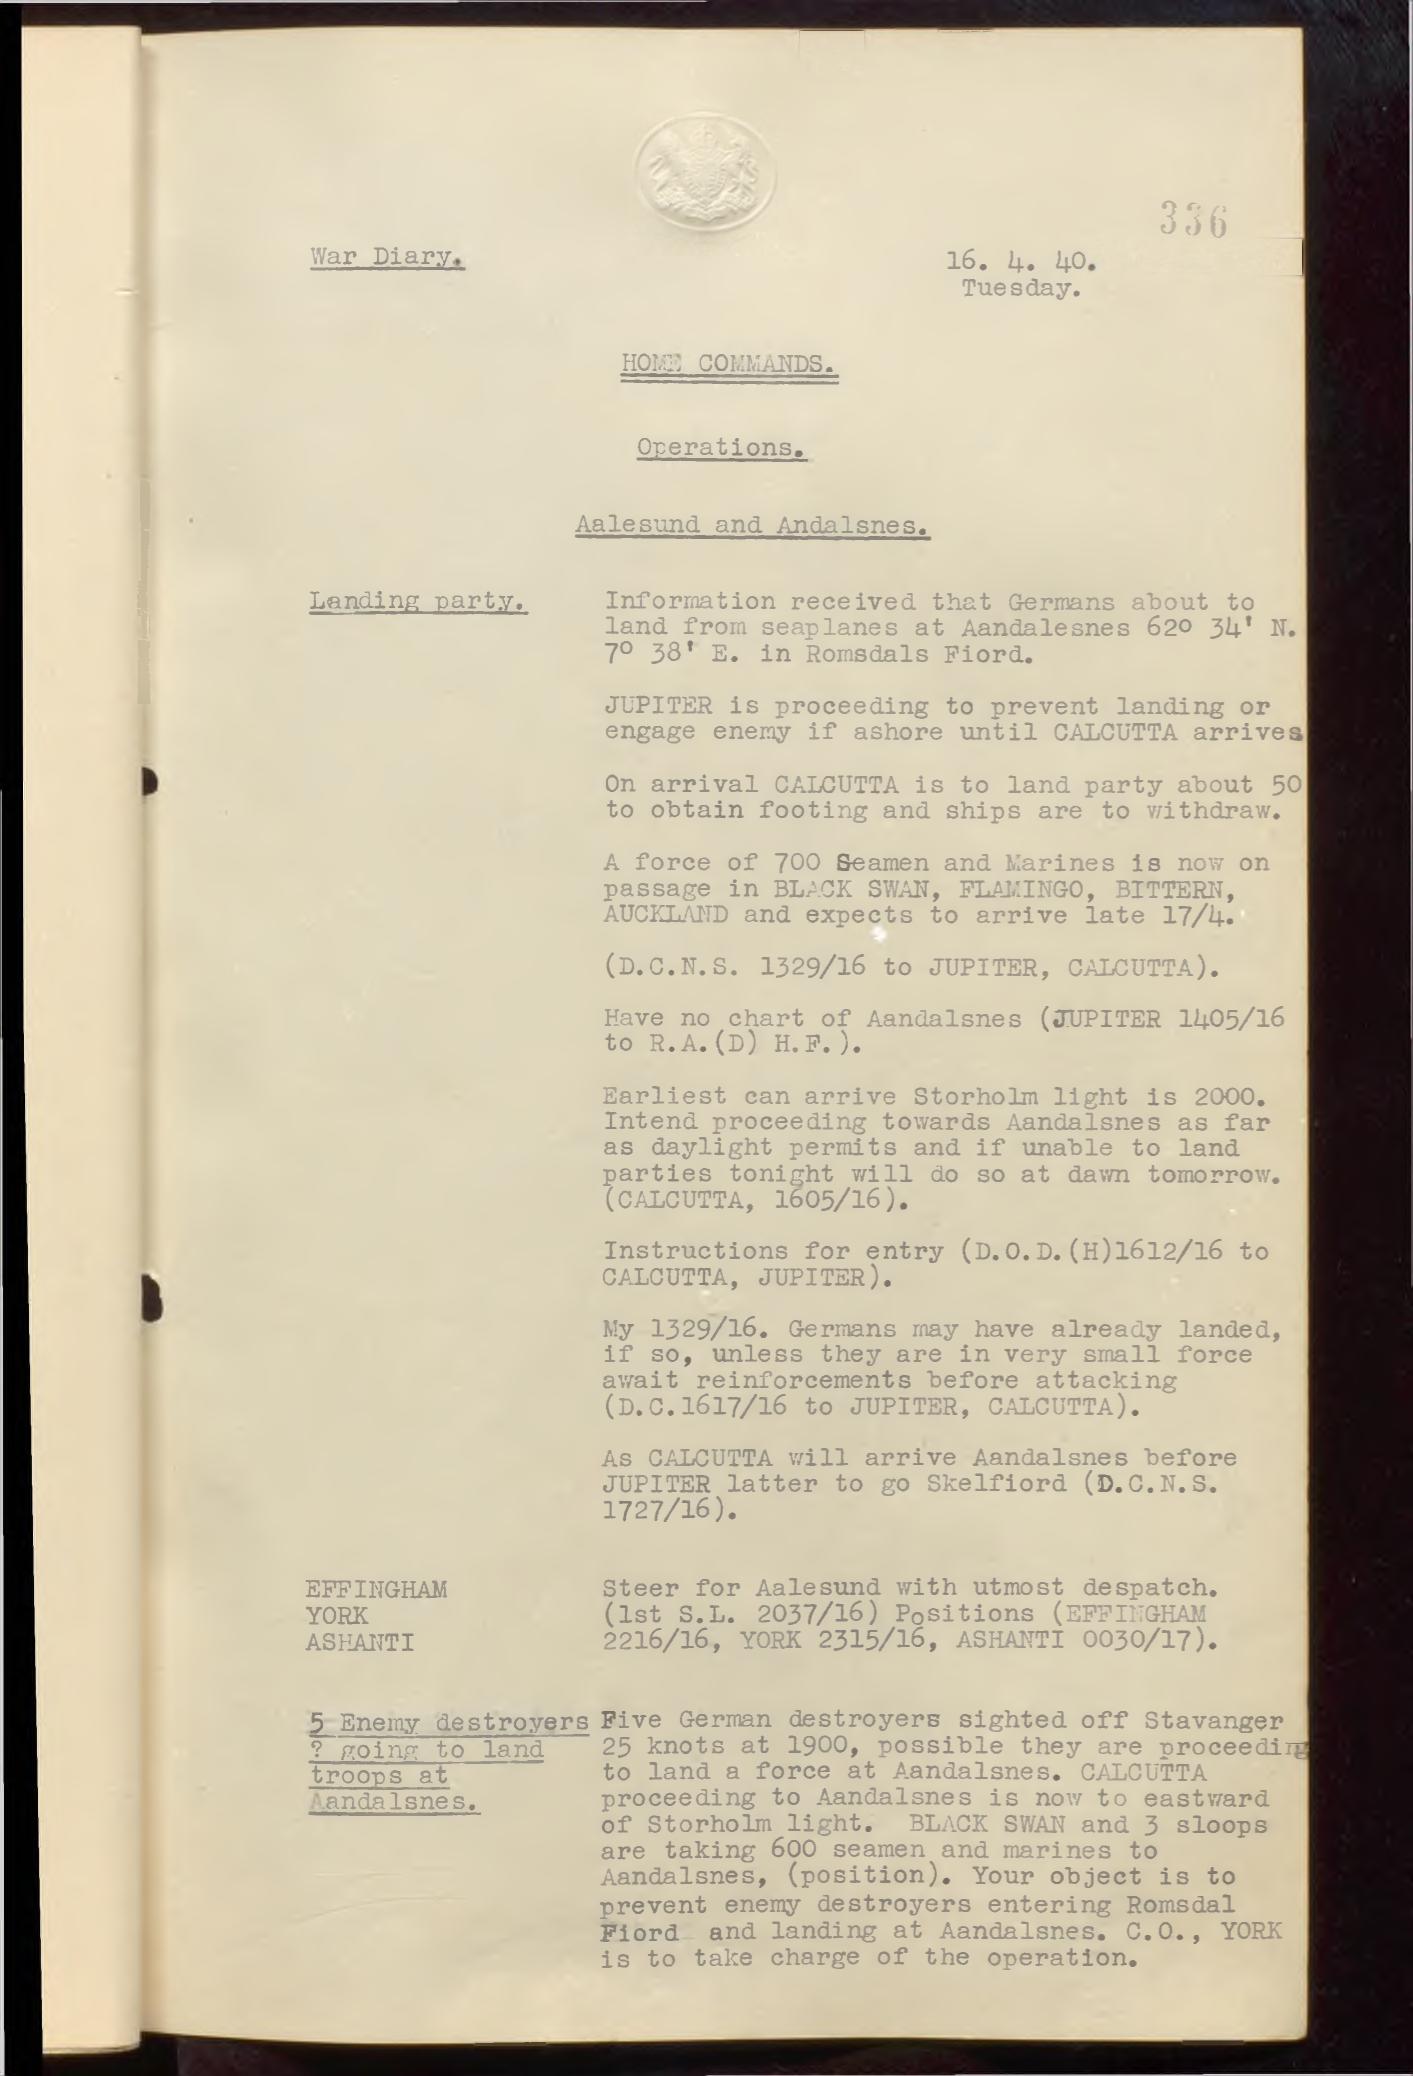 336
War Diary.
16. 4. 40.
Tuesday.
HOME COMMANDS.
Operations.
Aalesund and Andalsnes.
Landing party.
Information received that Germans about to
land from seaplanes at Aandalesnes 62o 34' N.
7o 38' E. in Romsdals Fiord.
JUPITER is proceeding to prevent landing or
engage enemy if ashore until CALCUTTA arrives
On arrival CALCUTTA is to land party about 50
to obtain footing and ships are to withdraw.
A force of 700 Seamen and Marines is now on
passage in BLACK SWAN, FLAMINGO, BITTERN,
AUCKLAND and expects to arrive late 17/4.
(D.C.N.S. 1329/16 to JUPITER, CALCUTTA).
Have no chart of Aandalsnes (JUPITER 1405/16
to R.A.(D) H.F.).
Earliest can arrive Storholm light is 2000.
Intend proceeding towards Aandalsnes as far
as daylight permits and if unable to land
parties tonight will do so at dawn tomorrow.
(CALCUTTA, 1605/16).
Instructions for entry (D.O.D.(H)1612/16 to
CALCUTTA, JUPITER).
My 1329/16. Germans may have already landed,
if so, unless they are in very small force
await reinforcements before attacking
(D.C.1617/16 to JUPITER, CALCUTTA).
As CALCUTTA will arrive Aandalsnes before
JUPITER latter to go Skelfiord (D.C.N.S.
1727/16).
EFFINGHAM
YORK
ASHANTI
Steer for Aalesund with utmost despatch.
(1st S.L. 2037/16) Positions (EFFINGHAM
2216/16, YORK 2315/16, ASHANTI 0030/17).
5 Enemy destroyers
? going to land
troops at
Aandalsnes.
Five German destroyers sighted off Stavanger
25 knots at 1900, possible they are proceeding
to land a force at Aandalsnes. CALCUTTA
proceeding to Aandalsnes is now to eastward
of Storholm light. BLACK SWAN and 3 sloops
are taking 600 seamen and marines to
Aandalsnes, (position). Your object is to
prevent enemy destroyers entering Romsdal
Fiord and landing at Aandalsnes. C.O., YORK
is to take charge of the operation.